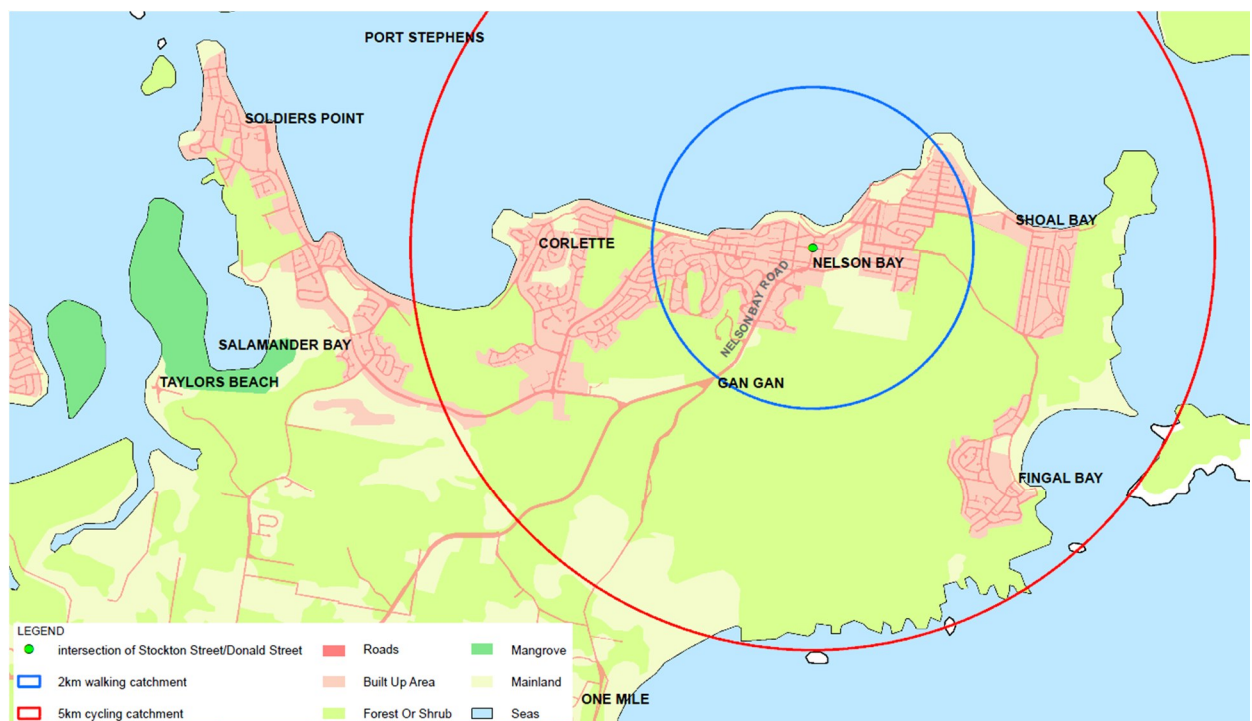 PORT STEPHENS
SOLDIERS POINT
SHOAL BAY
CORLETTE
NELSON BAY
NELSON BAY ROAD
SALAMANDER BAY
TAYLORS BEACH
GAN GAN
FINGAL BAY
ONE MILE
LEGEND
intersection of Stockton Street/Donald Street
Roads
Mangrove
2km walking catchment
Built Up Area
Mainland
5km cycling catchment
Forest Or Shrub
Seas